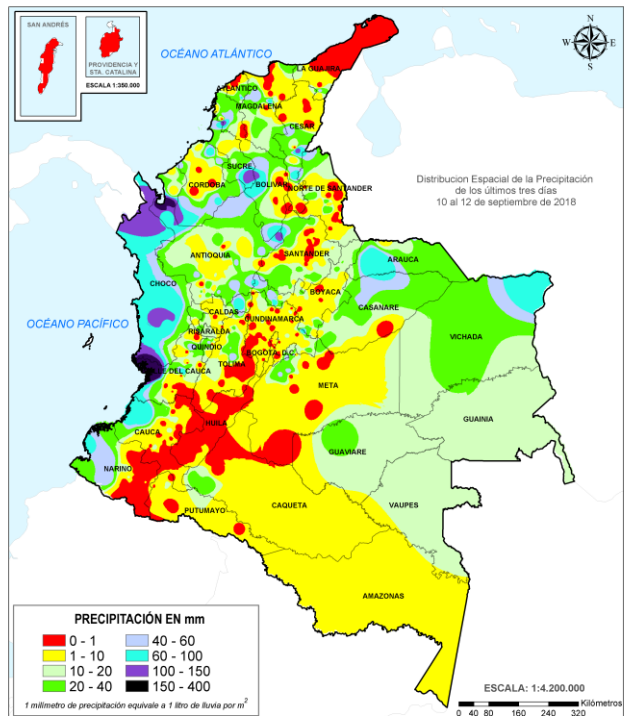 SAN ANDRÉS
PROVIDENCIA Y
STA. CATALINA
ESCALA 1:350.000
OCÉANO ATLÁNTICO
N
W
E
S
LA GUAJIRA
ATLÁNTICO
MAGDALENA
CESAR
SUCRE
CORDOBA
BOLIVAR
NORTE DE SANTANDER
Distribucion Espacial de la Precipitación
de los últimos tres días
10 al 12 de septiembre de 2018
ANTIOQUIA
SANTANDER
ARAUCA
CHOCO
BOYACA
CASANARE
OCÉANO PACÍFICO
CALDAS
CUNDINAMARCA
RISARALDA
VICHADA
QUINDIO
BOGOTA, D.C.
VALLE DEL CAUCA
TOLIMA
META
GUAINIA
CAUCA
HUILA
GUAVIARE
NARIÑO
CAQUETA
VAUPES
PUTUMAYO
AMAZONAS
PRECIPITACIÓN EN mm
0 - 1
40 - 60
1 - 10
60 - 100
10 - 20
100 - 150
20 - 40
150 - 400
1 milímetro de precipitación equivale a 1 litro de lluvia por m²
ESCALA: 1:4.200.000
Kilómetros
0 40 80 160 240 320